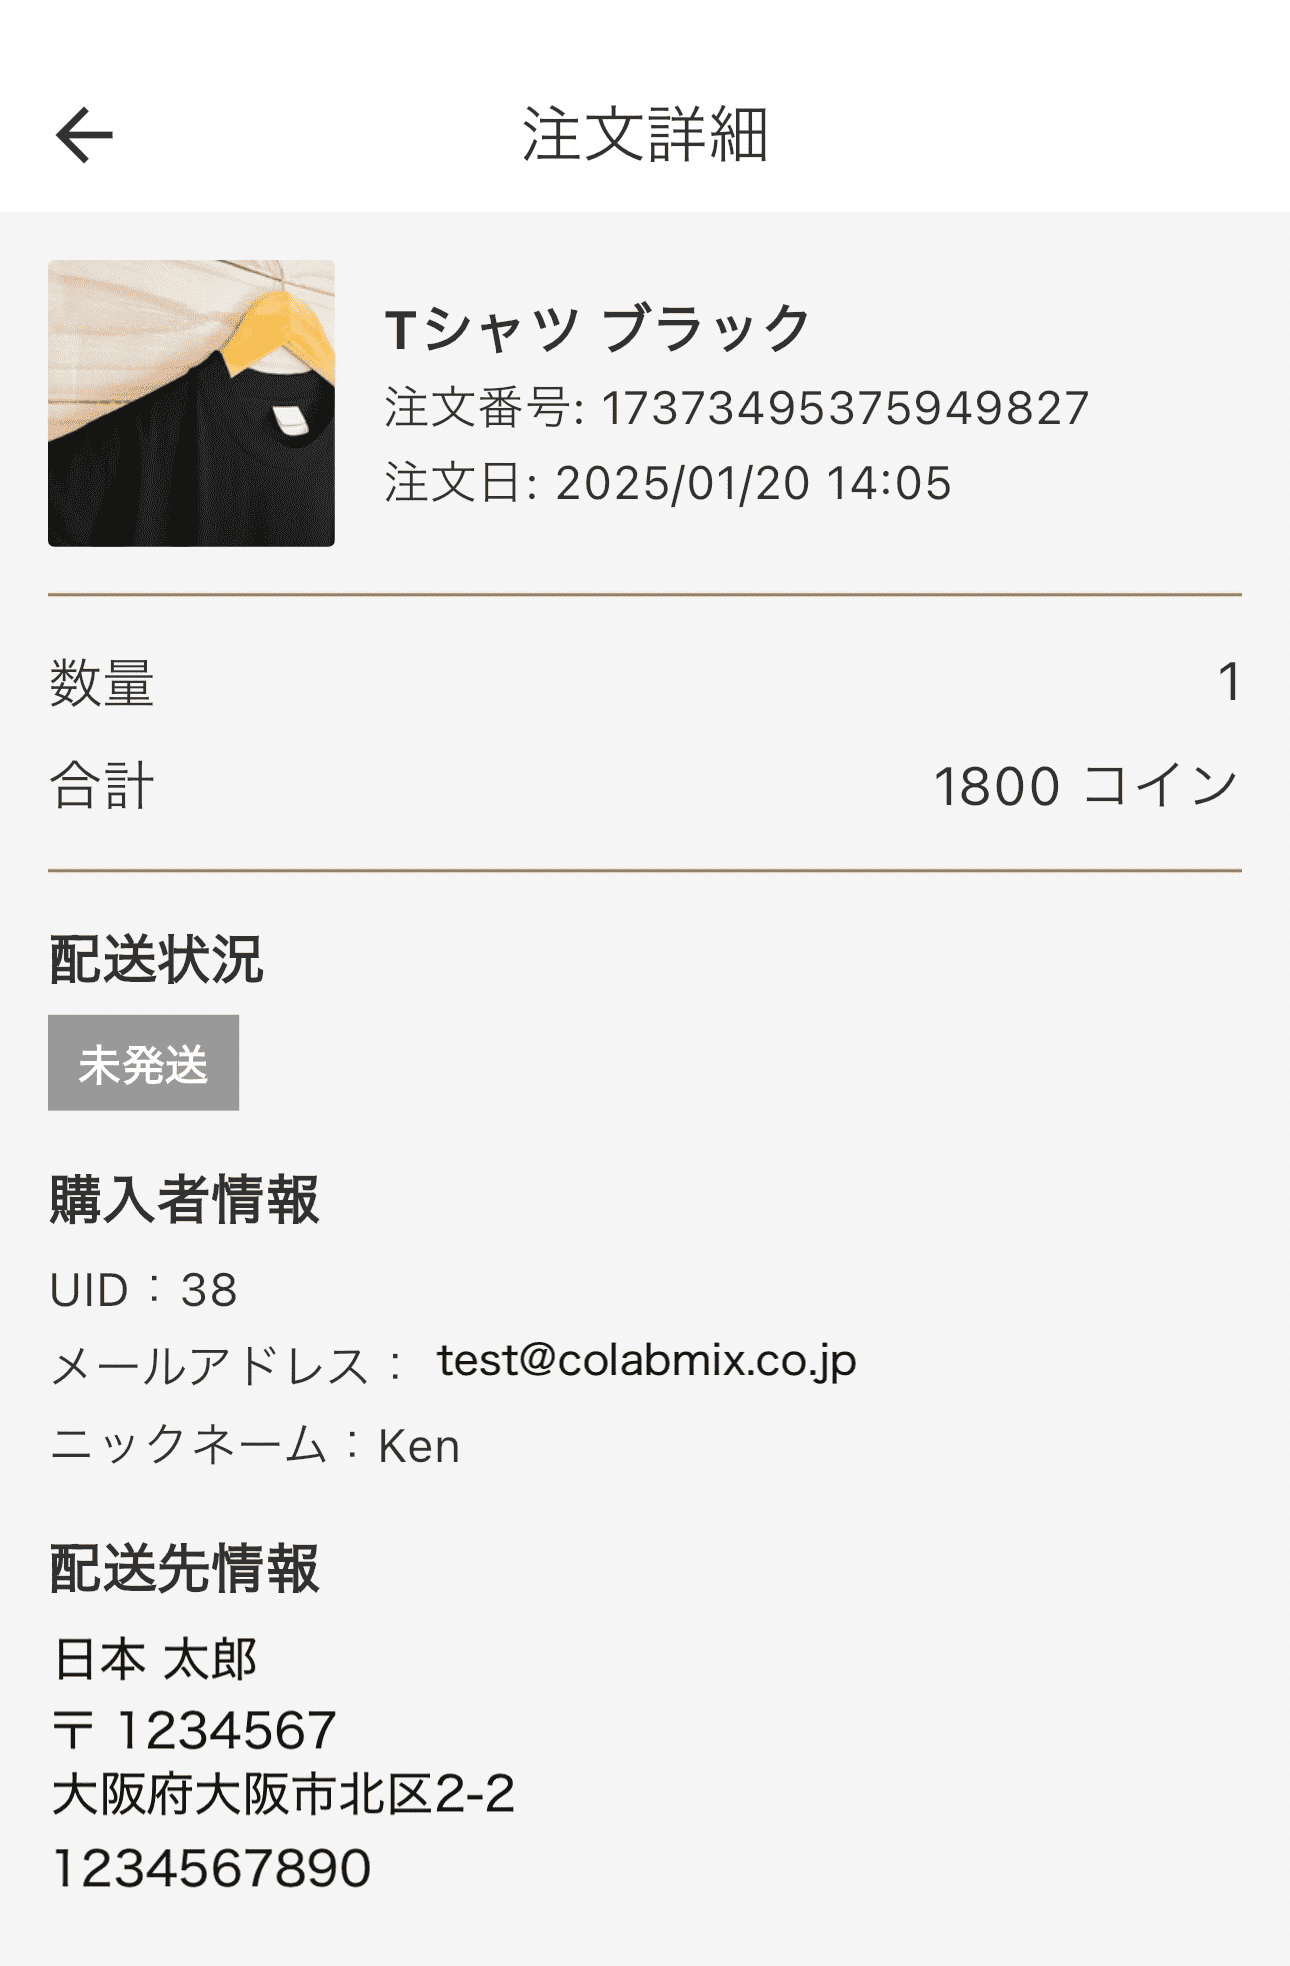 注文詳細
Tシャツ ブラック
注文番号: 17373495375949827
注文日: 2025/01/20 14:05
数量 1
合計 1800 コイン
配送状況
未発送
購入者情報
UID：38
メールアドレス： test@colabmix.co.jp
ニックネーム：Ken
配送先情報
日本 太郎
〒 1234567
大阪府大阪市北区2-2
1234567890